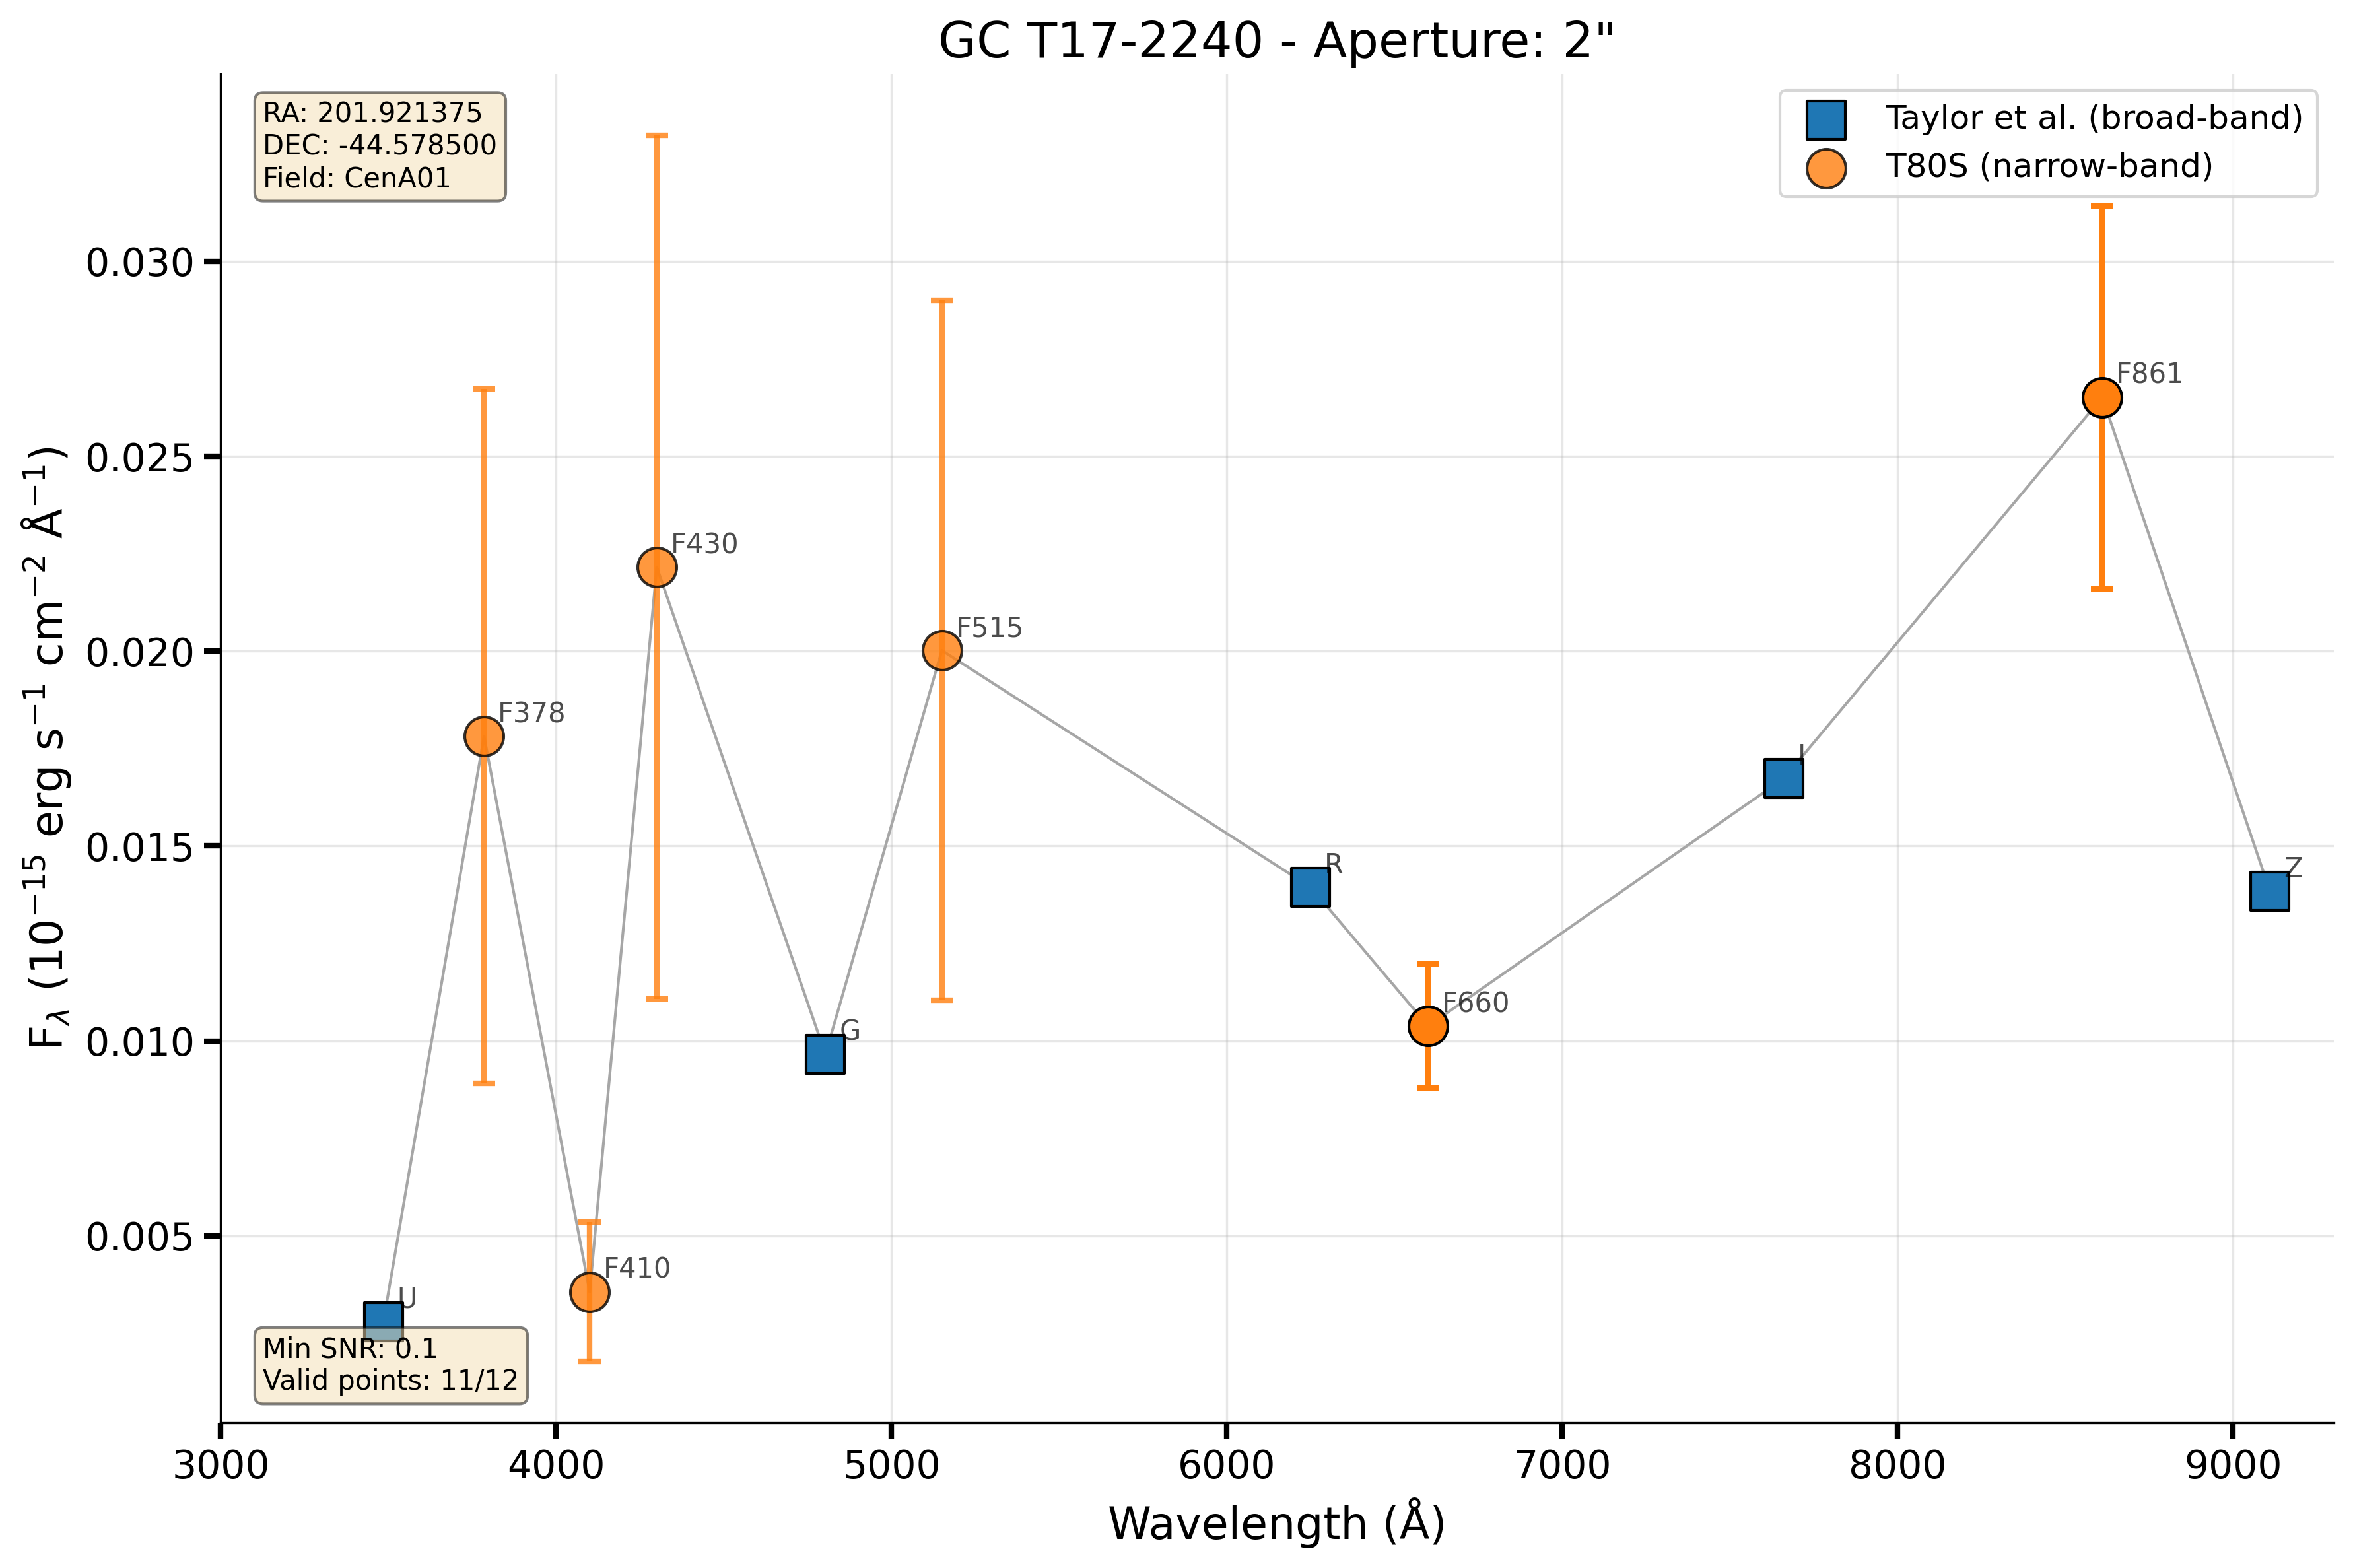 GC T17-2240 - Aperture: 2"
RA: 201.921375
DEC: -44.578500
Field: CenA01
Taylor et al. (broad-band)
T80S (narrow-band)
F861
F430
F515
F378
I
R
Z
F660
G
F410
U
Min SNR: 0.1
Valid points: 11/12
0.030
0.025
0.020
0.015
0.010
0.005
F_λ (10⁻¹⁵ erg s⁻¹ cm⁻² Å⁻¹)
3000 4000 5000 6000 7000 8000 9000
Wavelength (Å)